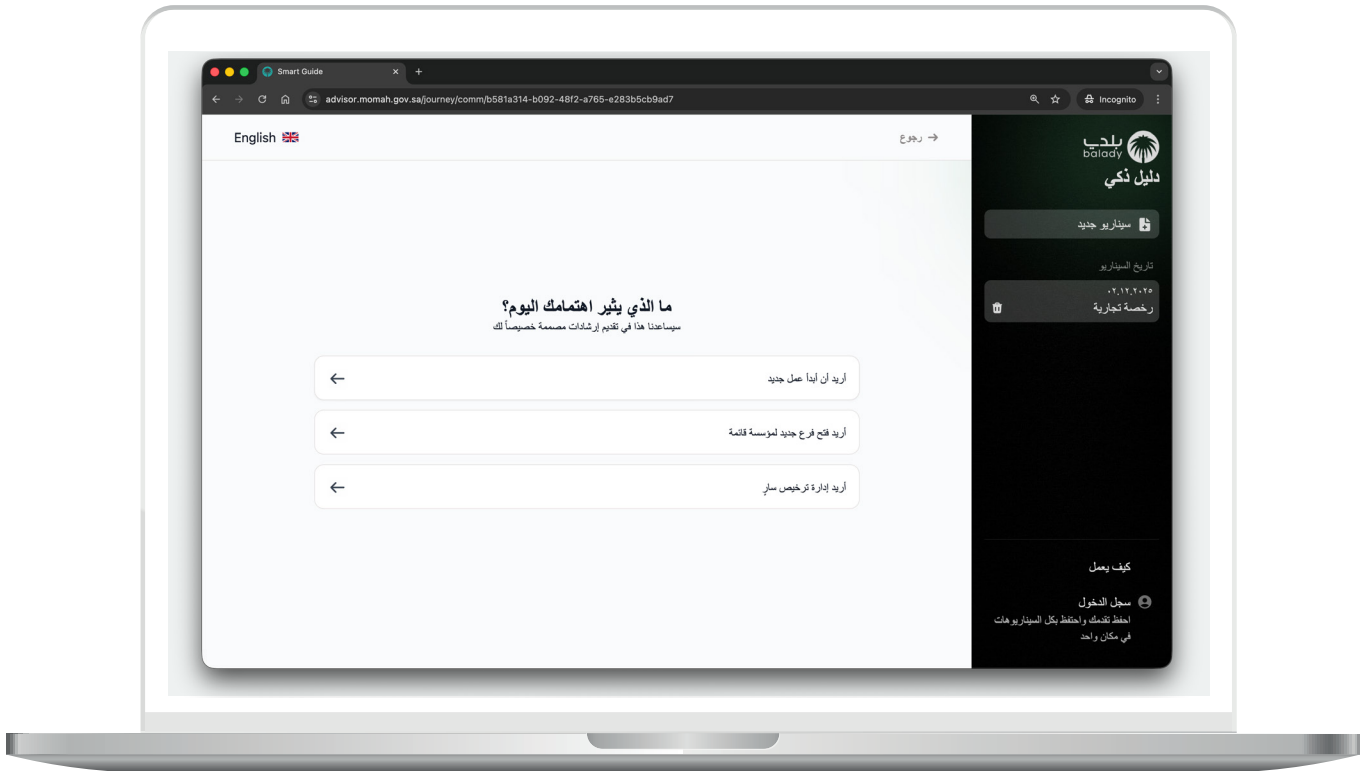 Smart Guide
advisor.momah.gov.sa/journey/comm/b581a314-b092-48f2-a765-e283b5cb9ad7
Incognito
بلدي
balady
دليل ذكي
سيناريو جديد
تاريخ السيناريو
٠٢.١٢.٢٠٢٥
رخصة تجارية
كيف يعمل
سجل الدخول
احفظ تقدمك واحتفظ بكل السيناريوهات
في مكان واحد
رجوع
English
ما الذي يثير اهتمامك اليوم؟
سيساعدنا هذا في تقديم إرشادات مصممة خصيصاً لك
أريد أن أبدأ عمل جديد
أريد فتح فرع جديد لمؤسسة قائمة
أريد إدارة ترخيص سارٍ